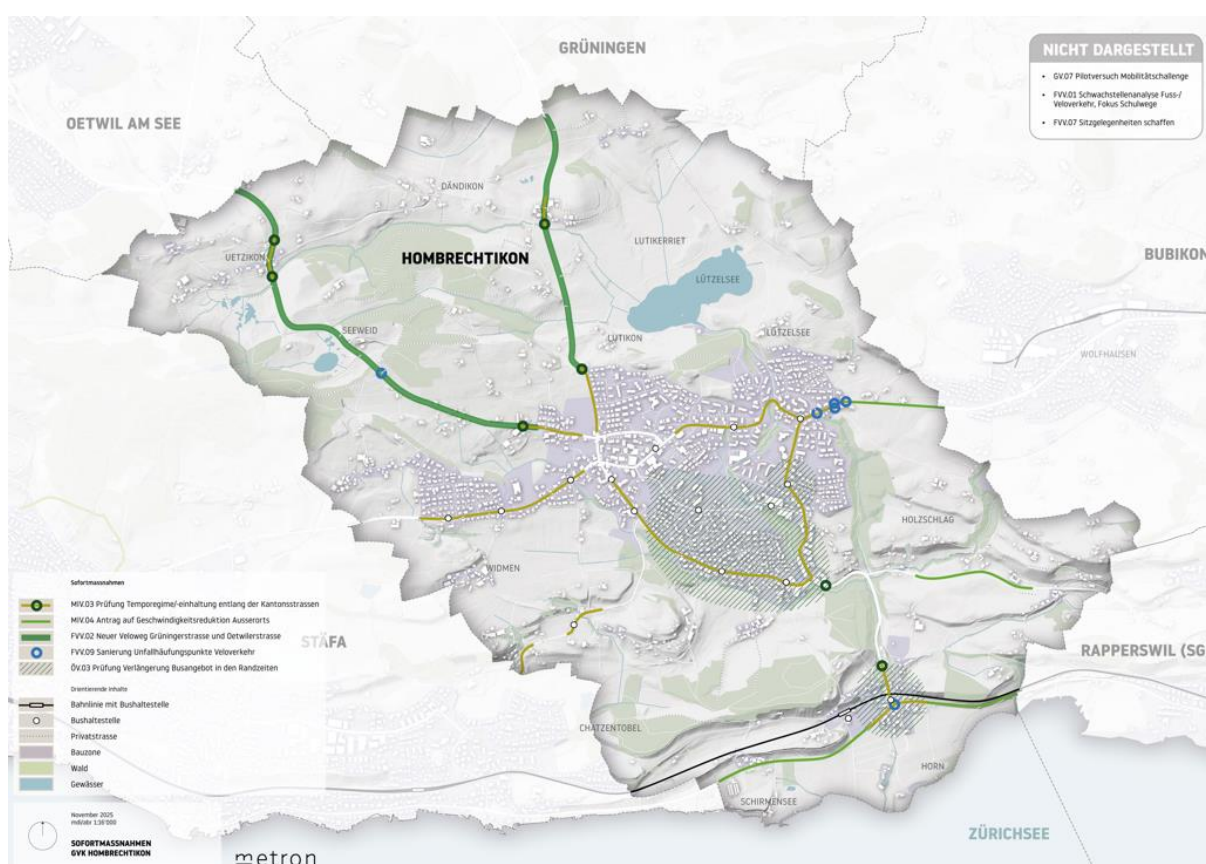 GRÜNINGEN
NICHT DARGESTELLT
• GV.07 Pilotversuch Mobilitätschallenge
• FVV.01 Schwachstellenanalyse Fuss-/
Veloverkehr, Fokus Schulwege
• FVV.07 Sitzgelegenheiten schaffen
OETWIL AM SEE
DÄNDIKON
LUTIKERRIET
BUBIKON
UETZIKON
HOMBRECHTIKON
LÜTZELSEE
SEEWEID
LUTIKON
LÜTZELSEE
WOLFHAUSEN
HOLZSCHLAG
WIDMEN
STÄFA
RAPPERSWIL (SG
CHATZENTOBEL
HORN
SCHIRMENSEE
ZÜRICHSEE
Sofortmassnahmen
MIV.03 Prüfung Temporegime/-einhaltung entlang der Kantonsstrassen
MIV.04 Antrag auf Geschwindigkeitsreduktion Ausserorts
FVV.02 Neuer Veloweg Grüningerstrasse und Oetwilerstrasse
FVV.09 Sanierung Unfallhäufungspunkte Veloverkehr
ÖV.03 Prüfung Verlängerung Busangebot in den Randzeiten
Orientierende Inhalte
Bahnlinie mit Bushaltestelle
Bushaltestelle
Privatstrasse
Bauzone
Wald
Gewässer
November 2025
1:16'000
SOFORTMASSNAHMEN
GVK HOMBRECHTIKON
metron